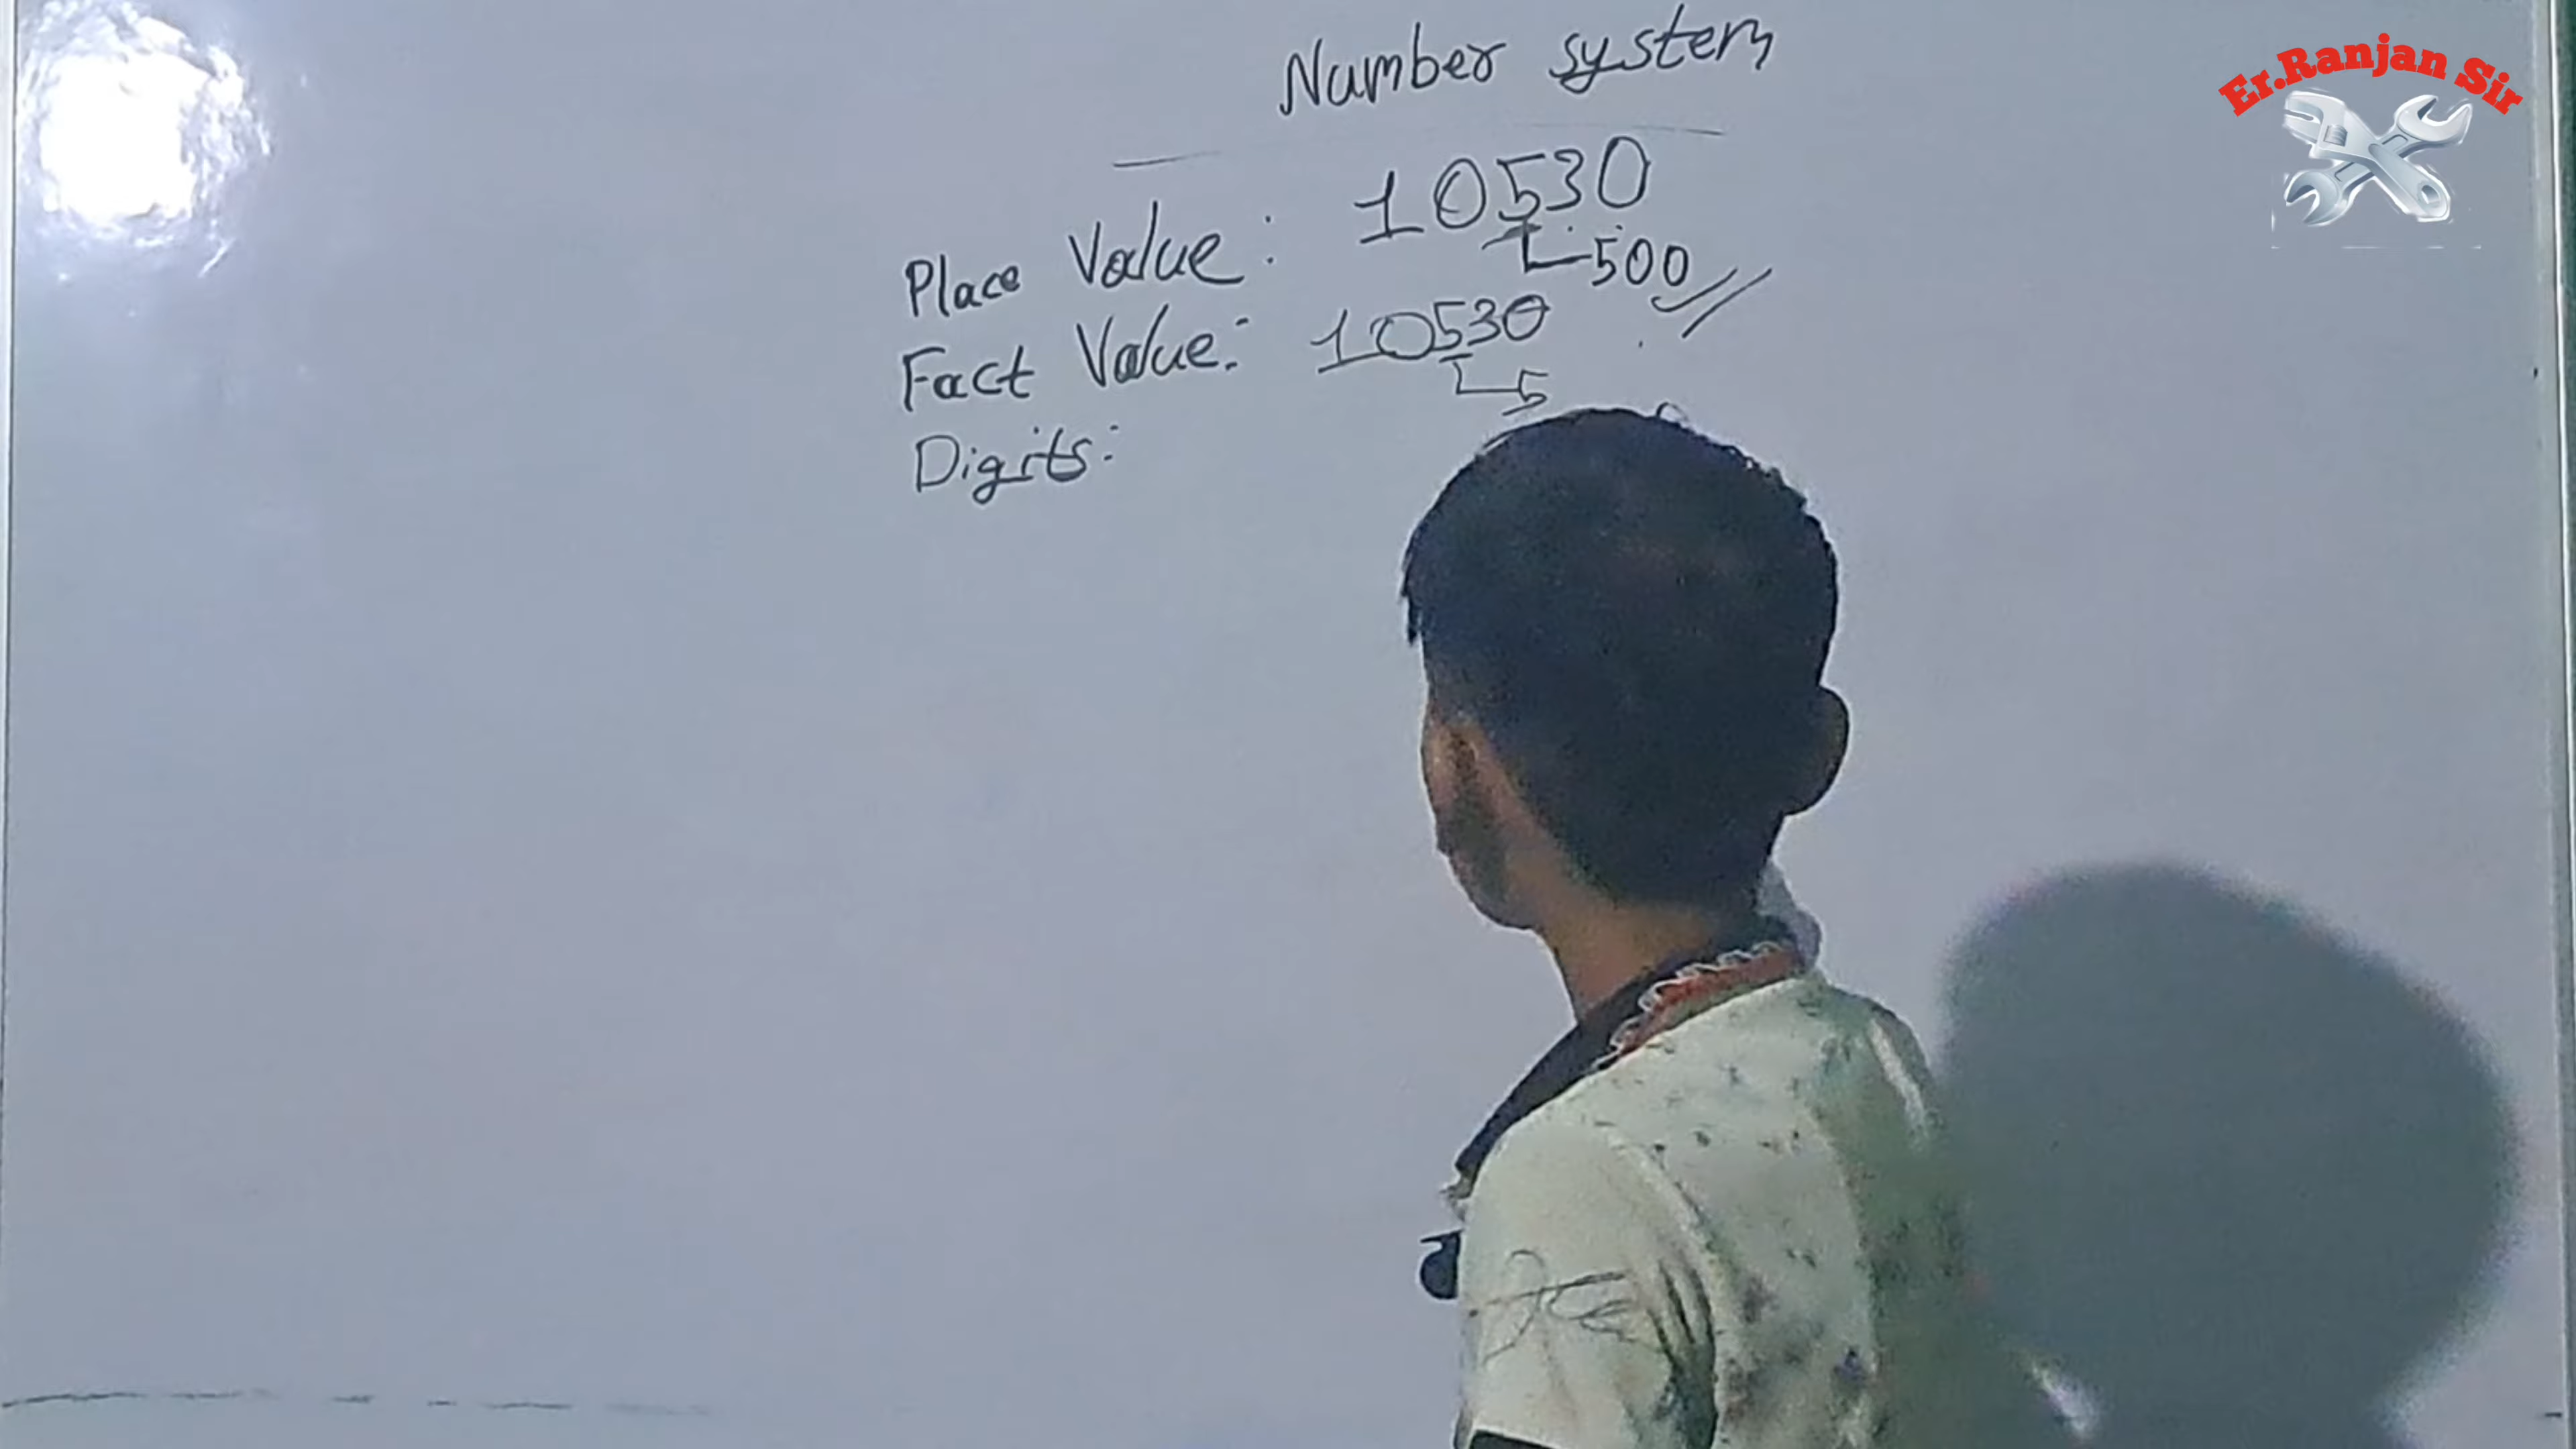 Number system
Er.Ranjan Sir
Place Value: 10530
500
Fact Value: 10530
5
Digits: